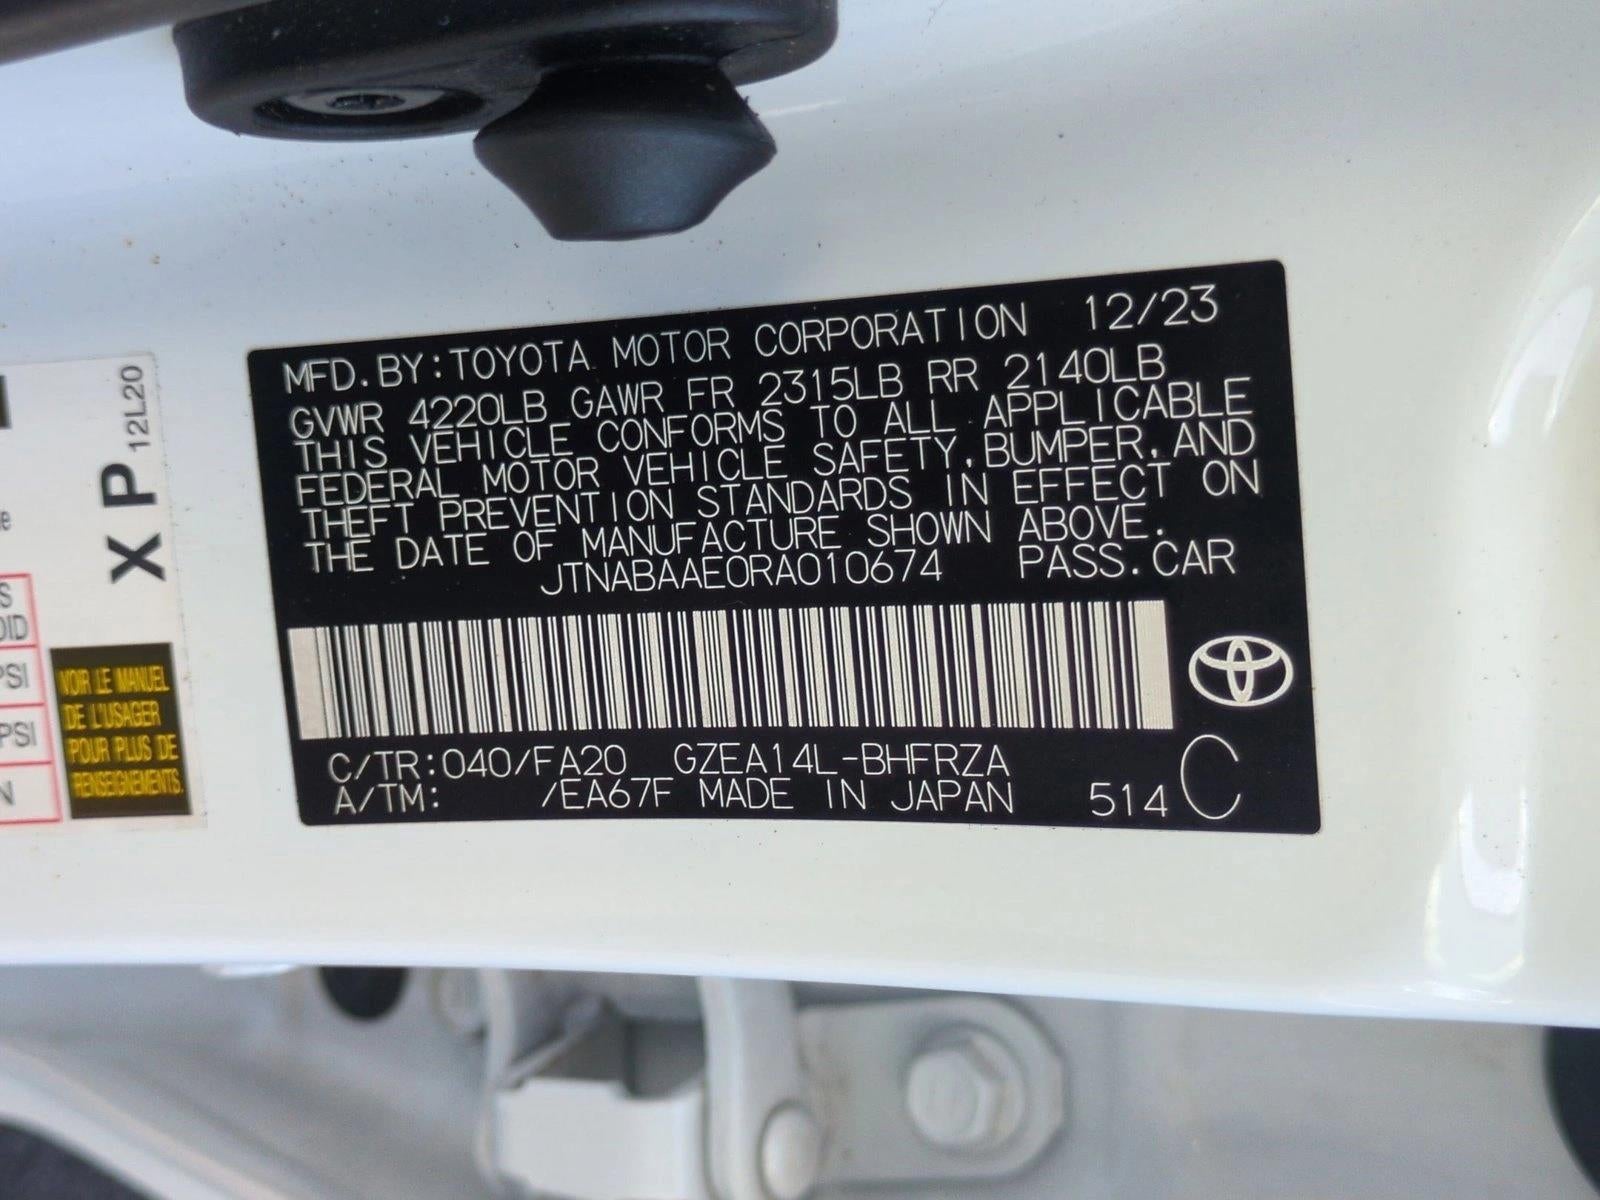 MFD. BY: TOYOTA MOTOR CORPORATION 12/23
GVWR 4220LB GAWR FR 2315LB RR 2140LB
THIS VEHICLE CONFORMS TO ALL APPLICABLE
FEDERAL MOTOR VEHICLE SAFETY, BUMPER, AND
THEFT PREVENTION STANDARDS IN EFFECT ON
THE DATE OF MANUFACTURE SHOWN ABOVE.
JTNABAAE0RA010674 PASS. CAR
C/TR: 040/FA20 GZEA14L-BHFRZA
A/TM: /EA67F MADE IN JAPAN 514 C
X P 12L20
PSI
PSI
VOIR LE MANUEL
DE L'USAGER
POUR PLUS DE
RENSEIGNEMENTS.